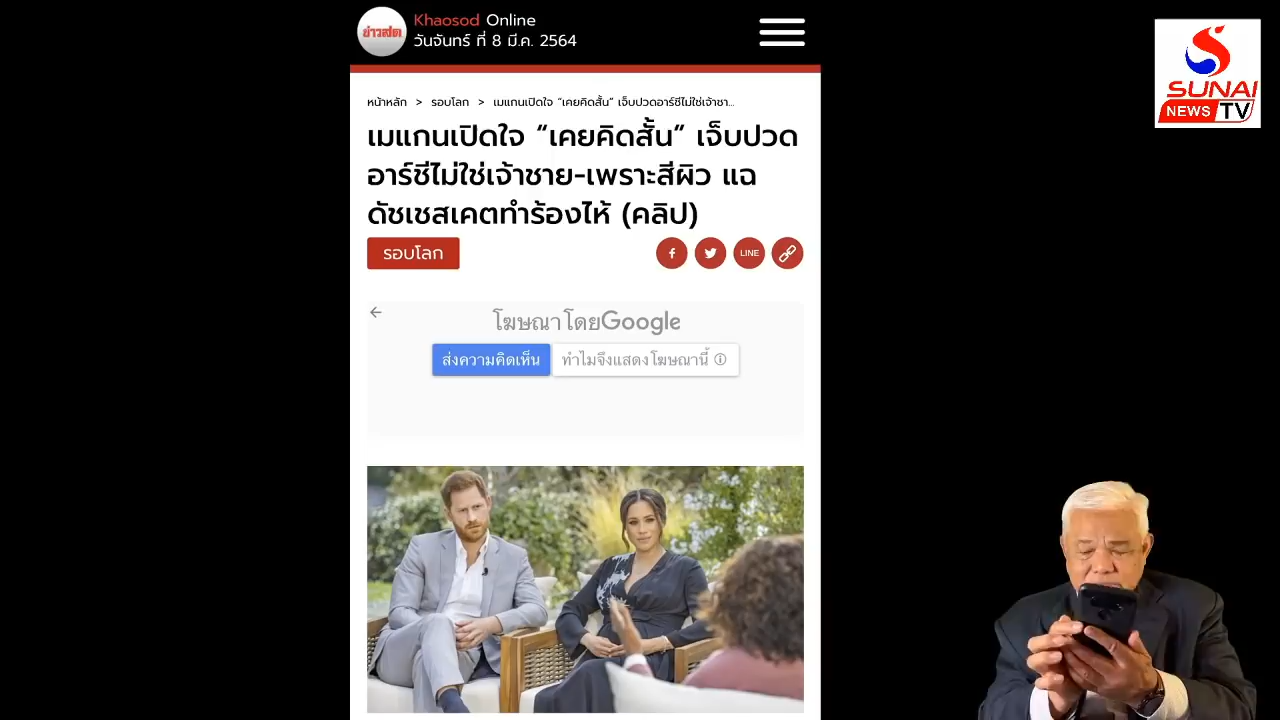 ข่าวสด
Khaosod Online
วันจันทร์ ที่ 8 มี.ค. 2564
SUNAI
NEWS TV
หน้าหลัก > รอบโลก > เมแกนเปิดใจ “เคยคิดสั้น” เจ็บปวดอาร์ชีไม่ใช่เจ้าชา...
เมแกนเปิดใจ “เคยคิดสั้น” เจ็บปวด
อาร์ชีไม่ใช่เจ้าชาย-เพราะสีผิว แฉ
ดัชเชสเคตทำร้องไห้ (คลิป)
รอบโลก
LINE
โฆษณาโดยGoogle
ส่งความคิดเห็น
ทำไมจึงแสดงโฆษณานี้